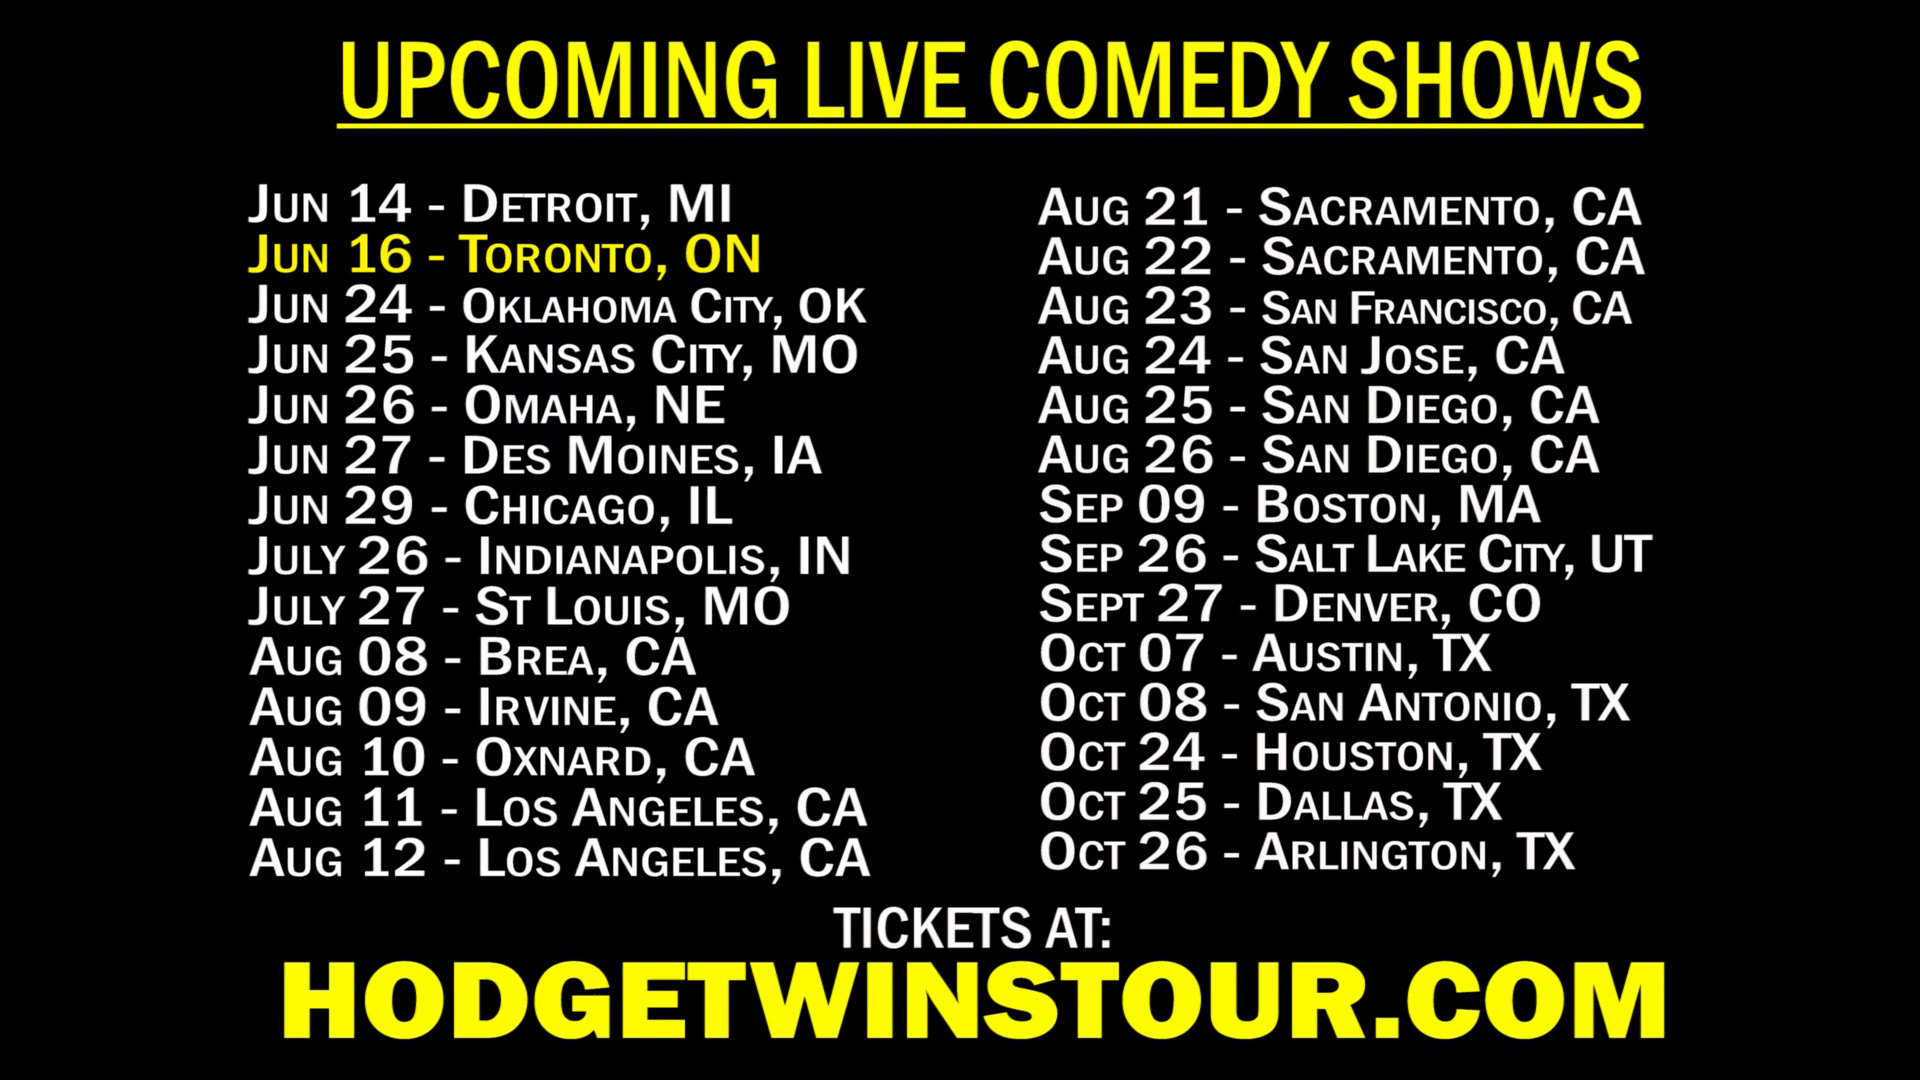 UPCOMING LIVE COMEDY SHOWS
JUN 14 - DETROIT, MI
JUN 16 - TORONTO, ON
JUN 24 - OKLAHOMA CITY, OK
JUN 25 - KANSAS CITY, MO
JUN 26 - OMAHA, NE
JUN 27 - DES MOINES, IA
JUN 29 - CHICAGO, IL
JULY 26 - INDIANAPOLIS, IN
JULY 27 - ST LOUIS, MO
AUG 08 - BREA, CA
AUG 09 - IRVINE, CA
AUG 10 - OXNARD, CA
AUG 11 - LOS ANGELES, CA
AUG 12 - LOS ANGELES, CA
AUG 21 - SACRAMENTO, CA
AUG 22 - SACRAMENTO, CA
AUG 23 - SAN FRANCISCO, CA
AUG 24 - SAN JOSE, CA
AUG 25 - SAN DIEGO, CA
AUG 26 - SAN DIEGO, CA
SEP 09 - BOSTON, MA
SEP 26 - SALT LAKE CITY, UT
SEPT 27 - DENVER, CO
OCT 07 - AUSTIN, TX
OCT 08 - SAN ANTONIO, TX
OCT 24 - HOUSTON, TX
OCT 25 - DALLAS, TX
OCT 26 - ARLINGTON, TX
TICKETS AT:
HODGETWINSTOUR.COM